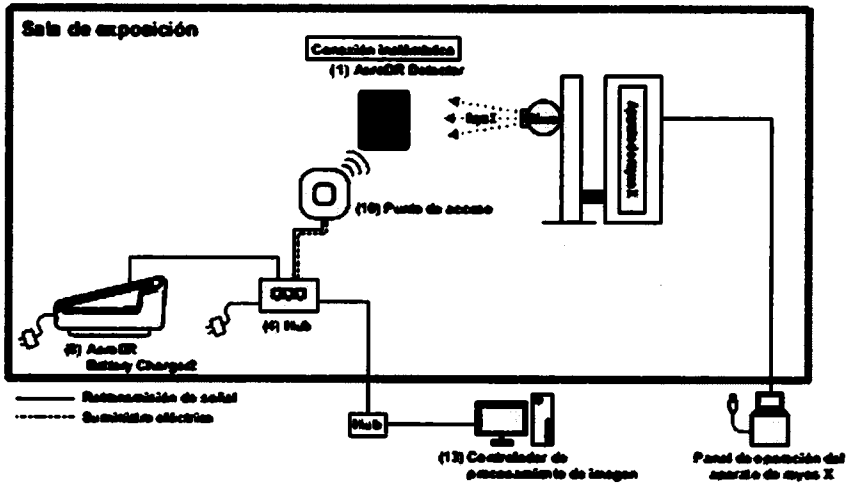 Sala de exposición
Conexión inalámbrica
(1) AeroDR Detector
Rayos X
Aparato de rayos X
(10) Punto de acceso
(4) Hub
(8) AeroDR
Battery Charger2
Retransmisión de señal
Suministro eléctrico
Hub
(13) Controlador de
procesamiento de imagen
Panel de operación del
aparato de rayos X